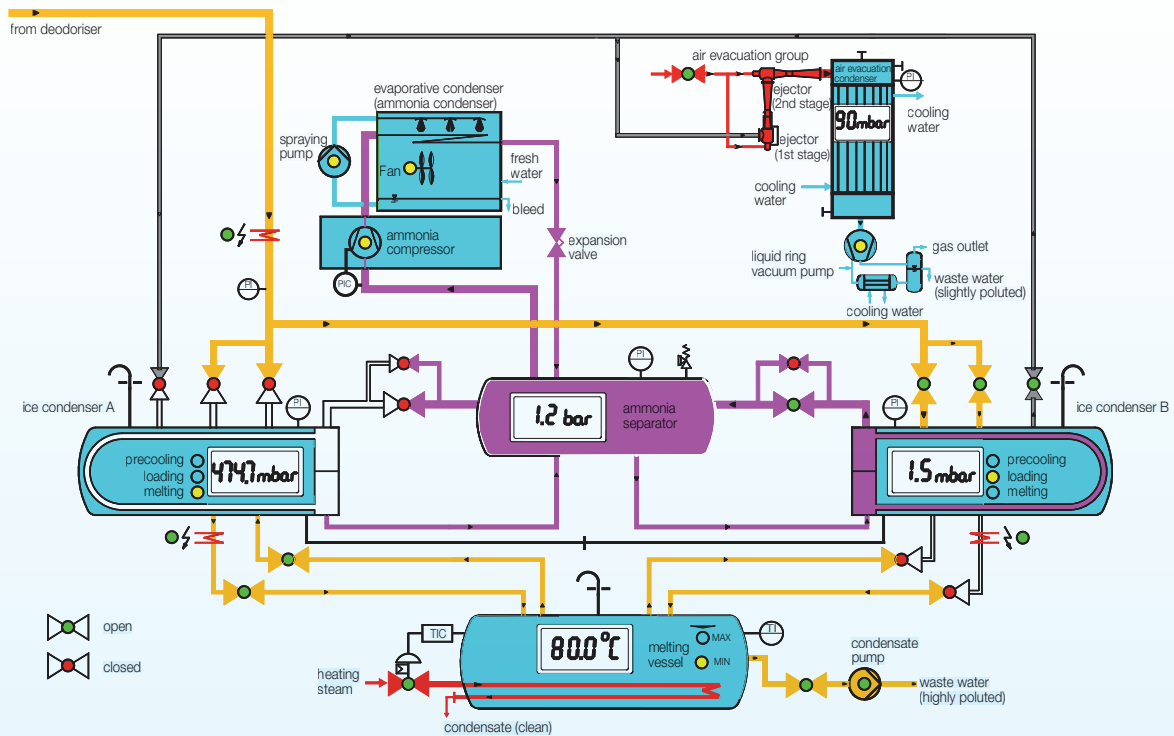 from deodoriser
air evacuation group
evaporative condenser
(ammonia condenser)
air evacuation
condenser
PI
ejector
(2nd stage)
cooling
water
90mbar
spraying
pump
Fan
fresh
water
ejector
(1st stage)
cooling
water
bleed
ammonia
compressor
expansion
valve
gas outlet
liquid ring
vacuum pump
waste water
(slightly poluted)
PI
PIC
cooling water
PI
ice condenser A
PI
1.2 bar
ammonia
separator
PI
ice condenser B
precooling
loading
melting
474.7mbar
1.5 mbar
precooling
loading
melting
open
closed
TIC
80.0°C
melting
vessel
MAX
MIN
TI
condensate
pump
heating
steam
waste water
(highly poluted)
condensate (clean)